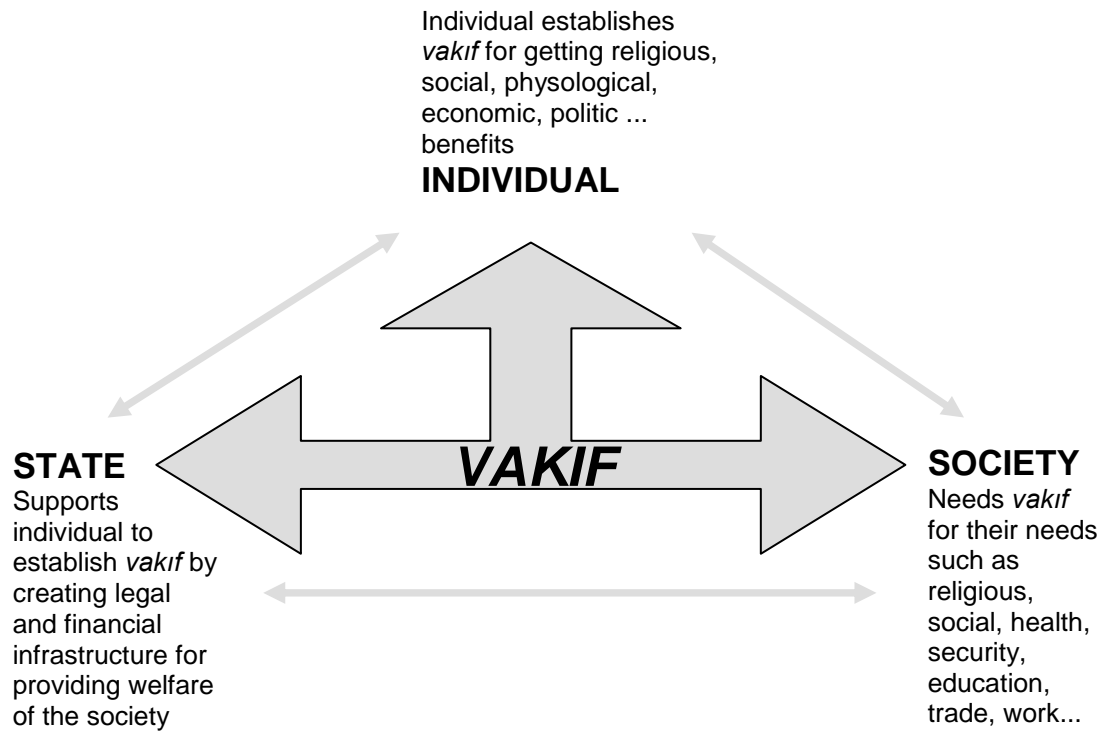 Individual establishes
vakıf for getting religious,
social, physological,
economic, politic ...
benefits
INDIVIDUAL
VAKIF
STATE
Supports
individual to
establish vakıf by
creating legal
and financial
infrastructure for
providing welfare
of the society
SOCIETY
Needs vakıf
for their needs
such as
religious,
social, health,
security,
education,
trade, work...